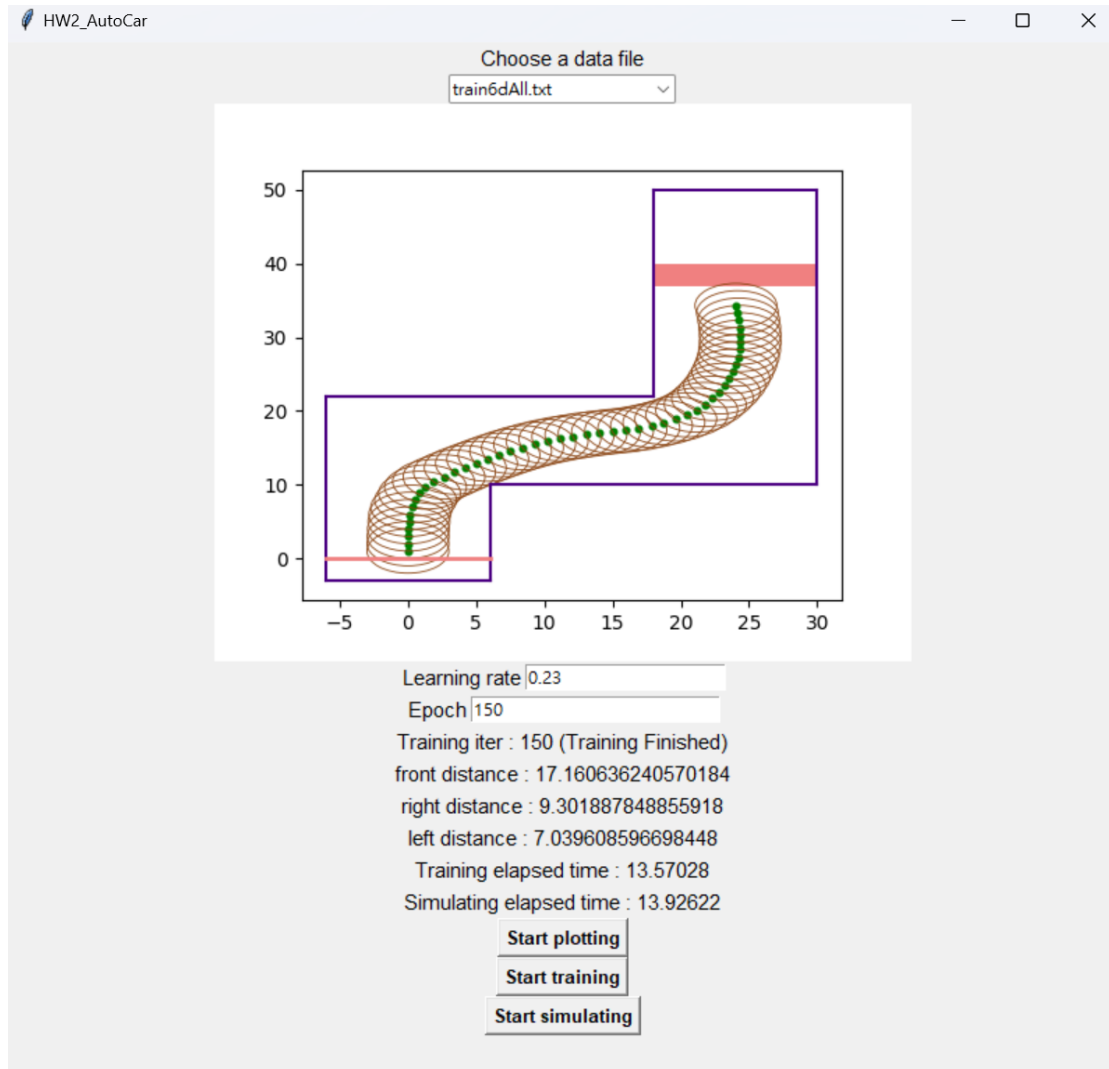 HW2_AutoCar
Choose a data file
train6dAll.txt
50
40
30
20
10
0
−5 0 5 10 15 20 25 30
Learning rate 0.23
Epoch 150
Training iter : 150 (Training Finished)
front distance : 17.160636240570184
right distance : 9.301887848855918
left distance : 7.039608596698448
Training elapsed time : 13.57028
Simulating elapsed time : 13.92622
Start plotting
Start training
Start simulating